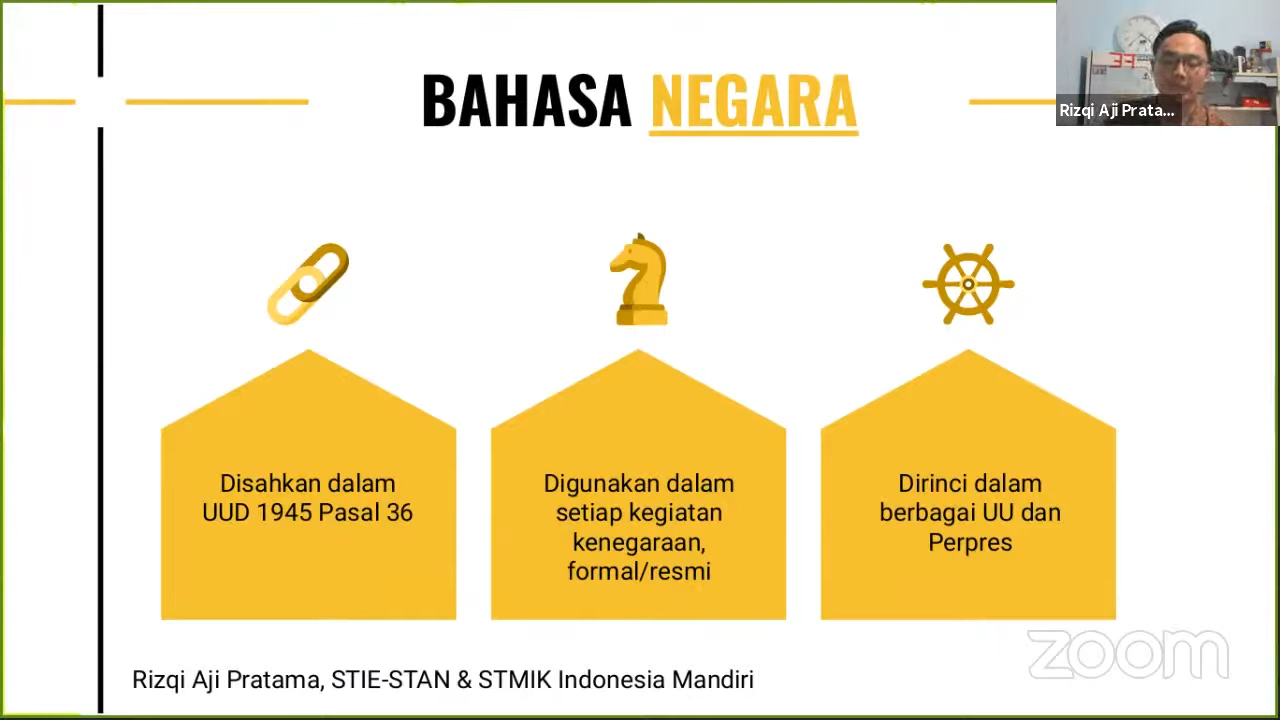 BAHASA NEGARA
Rizqi Aji Prata...
Disahkan dalam
UUD 1945 Pasal 36
Digunakan dalam
setiap kegiatan
kenegaraan,
formal/resmi
Dirinci dalam
berbagai UU dan
Perpres
zoom
Rizqi Aji Pratama, STIE-STAN & STMIK Indonesia Mandiri